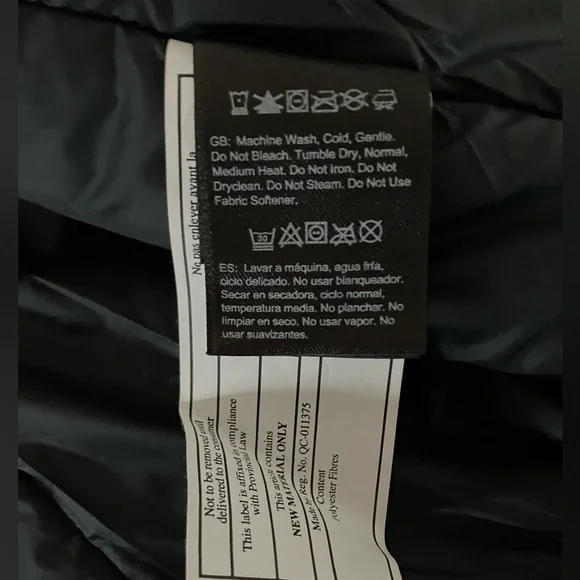 GB: Machine Wash, Cold, Gentle.
Do Not Bleach. Tumble Dry, Normal,
Medium Heat. Do Not Iron. Do Not
Dryclean. Do Not Steam. Do Not Use
Fabric Softener.
30
ES: Lavar a máquina, agua fría,
ciclo delicado. No usar blanqueador.
Secar en secadora, ciclo normal,
temperatura media. No planchar. No
limpiar en seco. No usar vapor. No
usar suavizantes.
Ne pas enlever avant la
Not to be removed until
delivered to the consumer
This label is affixed in compliance
with Provincial Law
This article contains
NEW MATERIAL ONLY
Made by Reg. No. QC-011375
Content
polyester Fibres